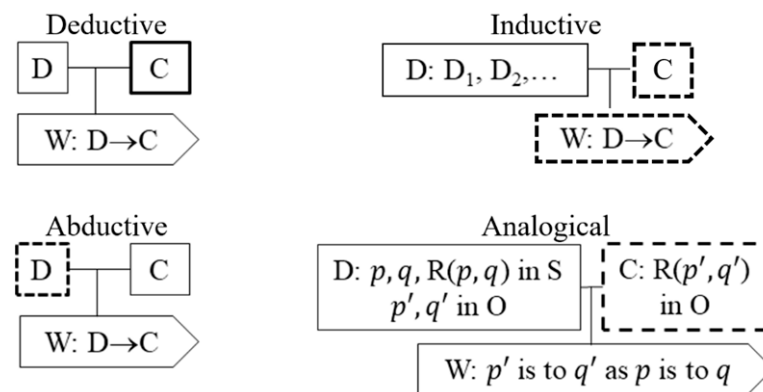 Deductive
D
C
W: D→C
Inductive
D: D₁, D₂,…
C
W: D→C
Abductive
D
C
W: D→C
Analogical
D: 𝑝, 𝑞, R(𝑝, 𝑞) in S
𝑝′, 𝑞′ in O
C: R(𝑝′, 𝑞′)
in O
W: 𝑝′ is to 𝑞′ as 𝑝 is to 𝑞